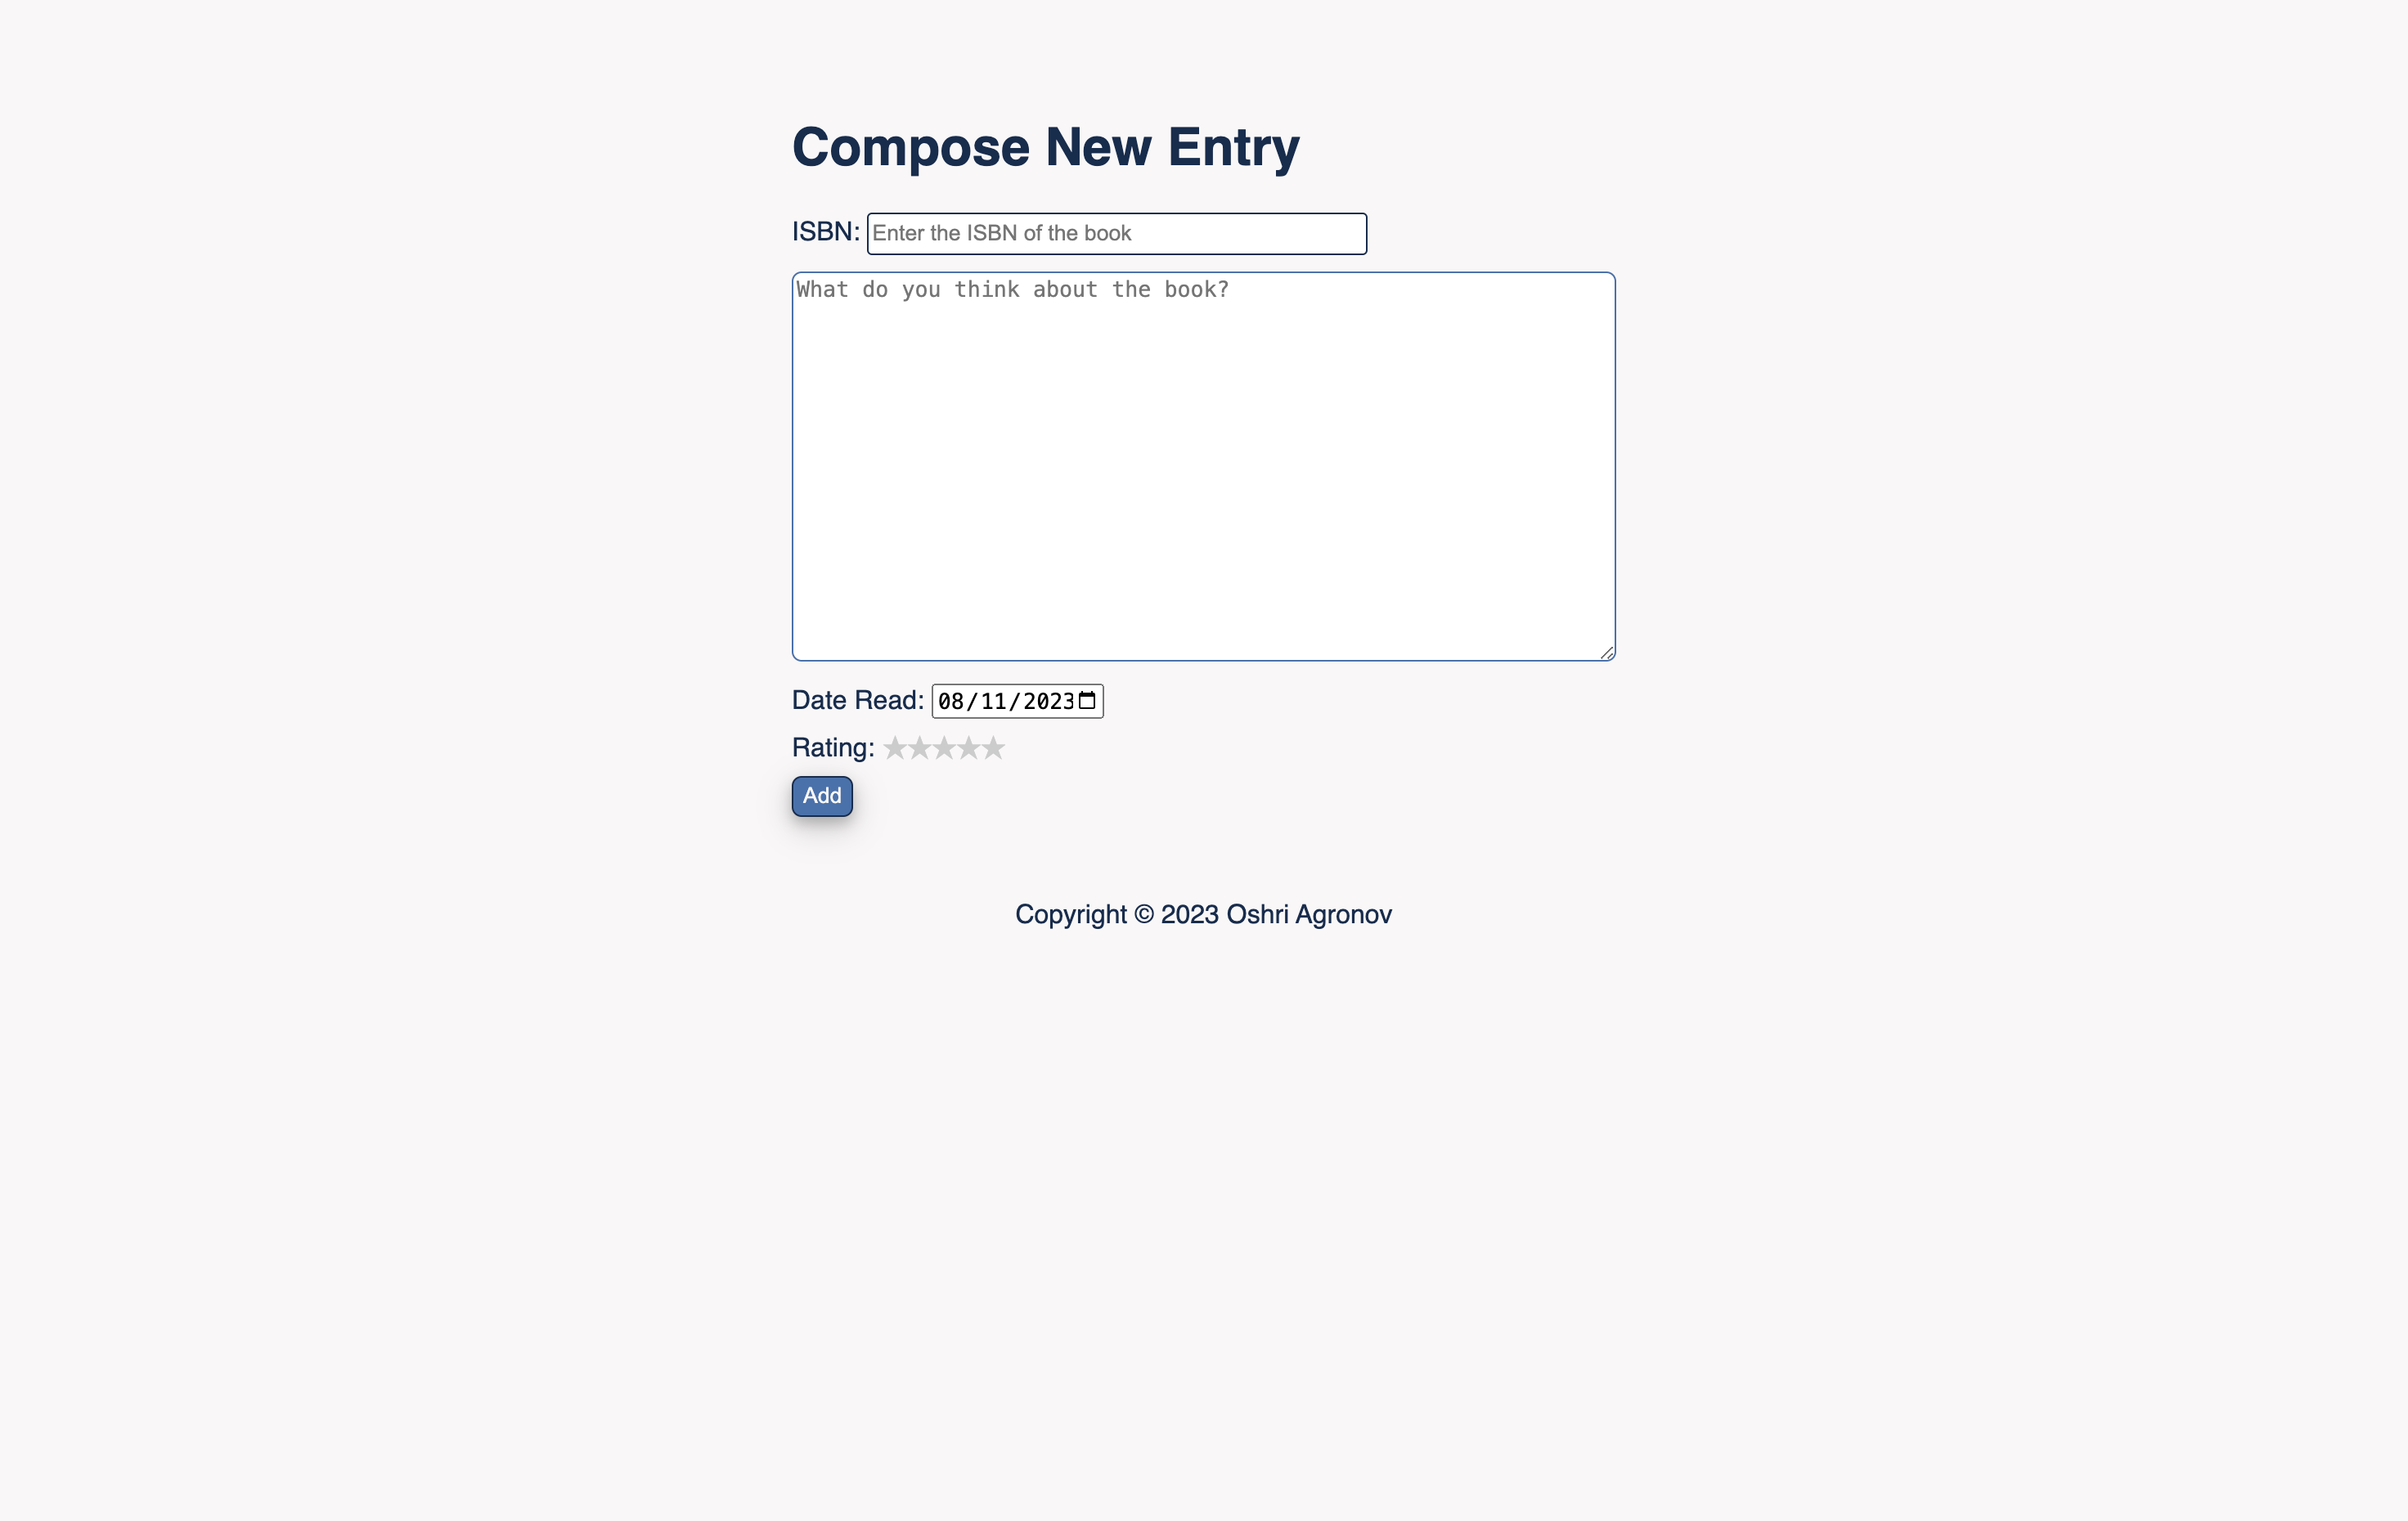 Compose New Entry
ISBN: Enter the ISBN of the book
What do you think about the book?
Date Read: 08/11/2023
Rating: ★★★★★
Add
Copyright © 2023 Oshri Agronov